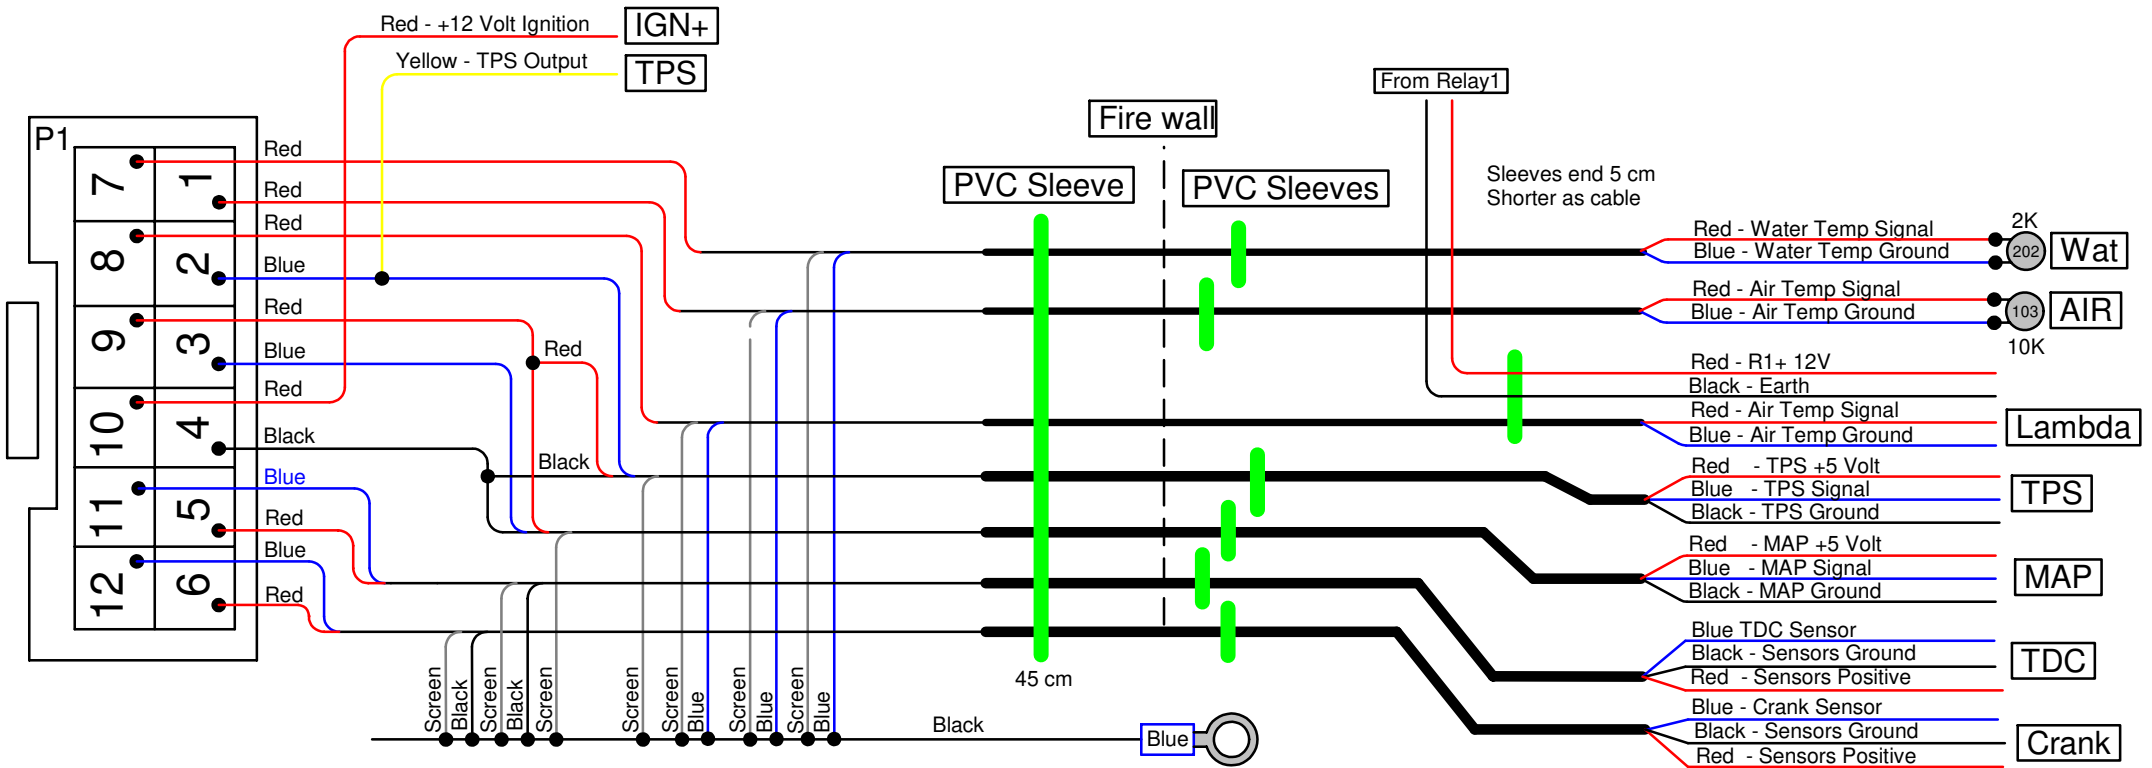 Red - +12 Volt Ignition
IGN+
Yellow - TPS Output
TPS
From Relay1
Fire wall
P1
PVC Sleeve
PVC Sleeves
Sleeves end 5 cm
Shorter as cable
7
1
8
2
9
3
10
4
11
5
12
6
Red
Red
Red
Blue
Red
Blue
Red
Black
Blue
Red
Blue
Red
Red
Black
2K
Red - Water Temp Signal
Blue - Water Temp Ground
202
Wat
Red - Air Temp Signal
Blue - Air Temp Ground
103
AIR
10K
Red - R1+ 12V
Black - Earth
Red - Air Temp Signal
Blue - Air Temp Ground
Lambda
Red - TPS +5 Volt
Blue - TPS Signal
Black - TPS Ground
TPS
Red - MAP +5 Volt
Blue - MAP Signal
Black - MAP Ground
MAP
Blue TDC Sensor
Black - Sensors Ground
Red - Sensors Positive
TDC
Blue - Crank Sensor
Black - Sensors Ground
Red - Sensors Positive
Crank
45 cm
Screen
Black
Screen
Black
Screen
Screen
Screen
Blue
Screen
Blue
Screen
Blue
Black
Blue